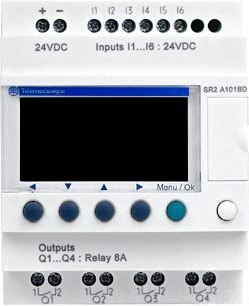 + − I1 I2 I3 I4 I5 I6
24VDC Inputs I1...I6 : 24VDC
Telemecanique SR2 A101BD
Menu / Ok
Outputs
Q1...Q4 : Relay 8A
1 2 1 2 1 2 1 2
Q1 Q2 Q3 Q4